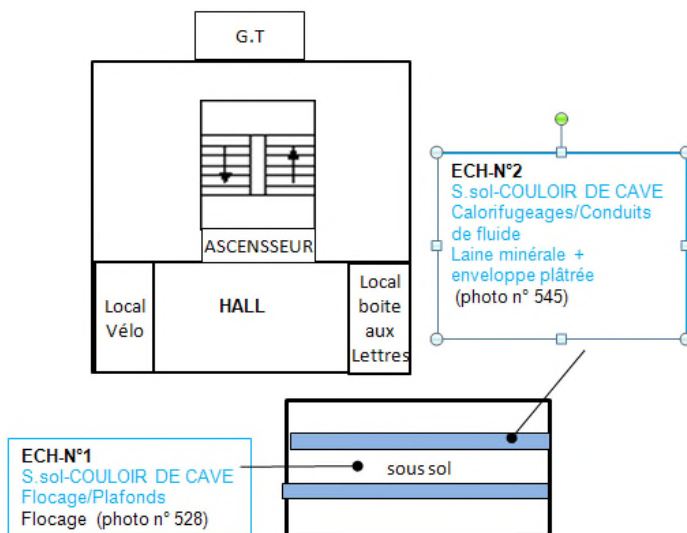 G.T
ASCENSSEUR
Local
Vélo
HALL
Local
boite
aux
Lettres
ECH-N°2
S.sol-COULOIR DE CAVE
Calorifugeages/Conduits
de fluide
Laine minérale +
enveloppe plâtrée
(photo n° 545)
ECH-N°1
S.sol-COULOIR DE CAVE
Flocage/Plafonds
Flocage (photo n° 528)
sous sol